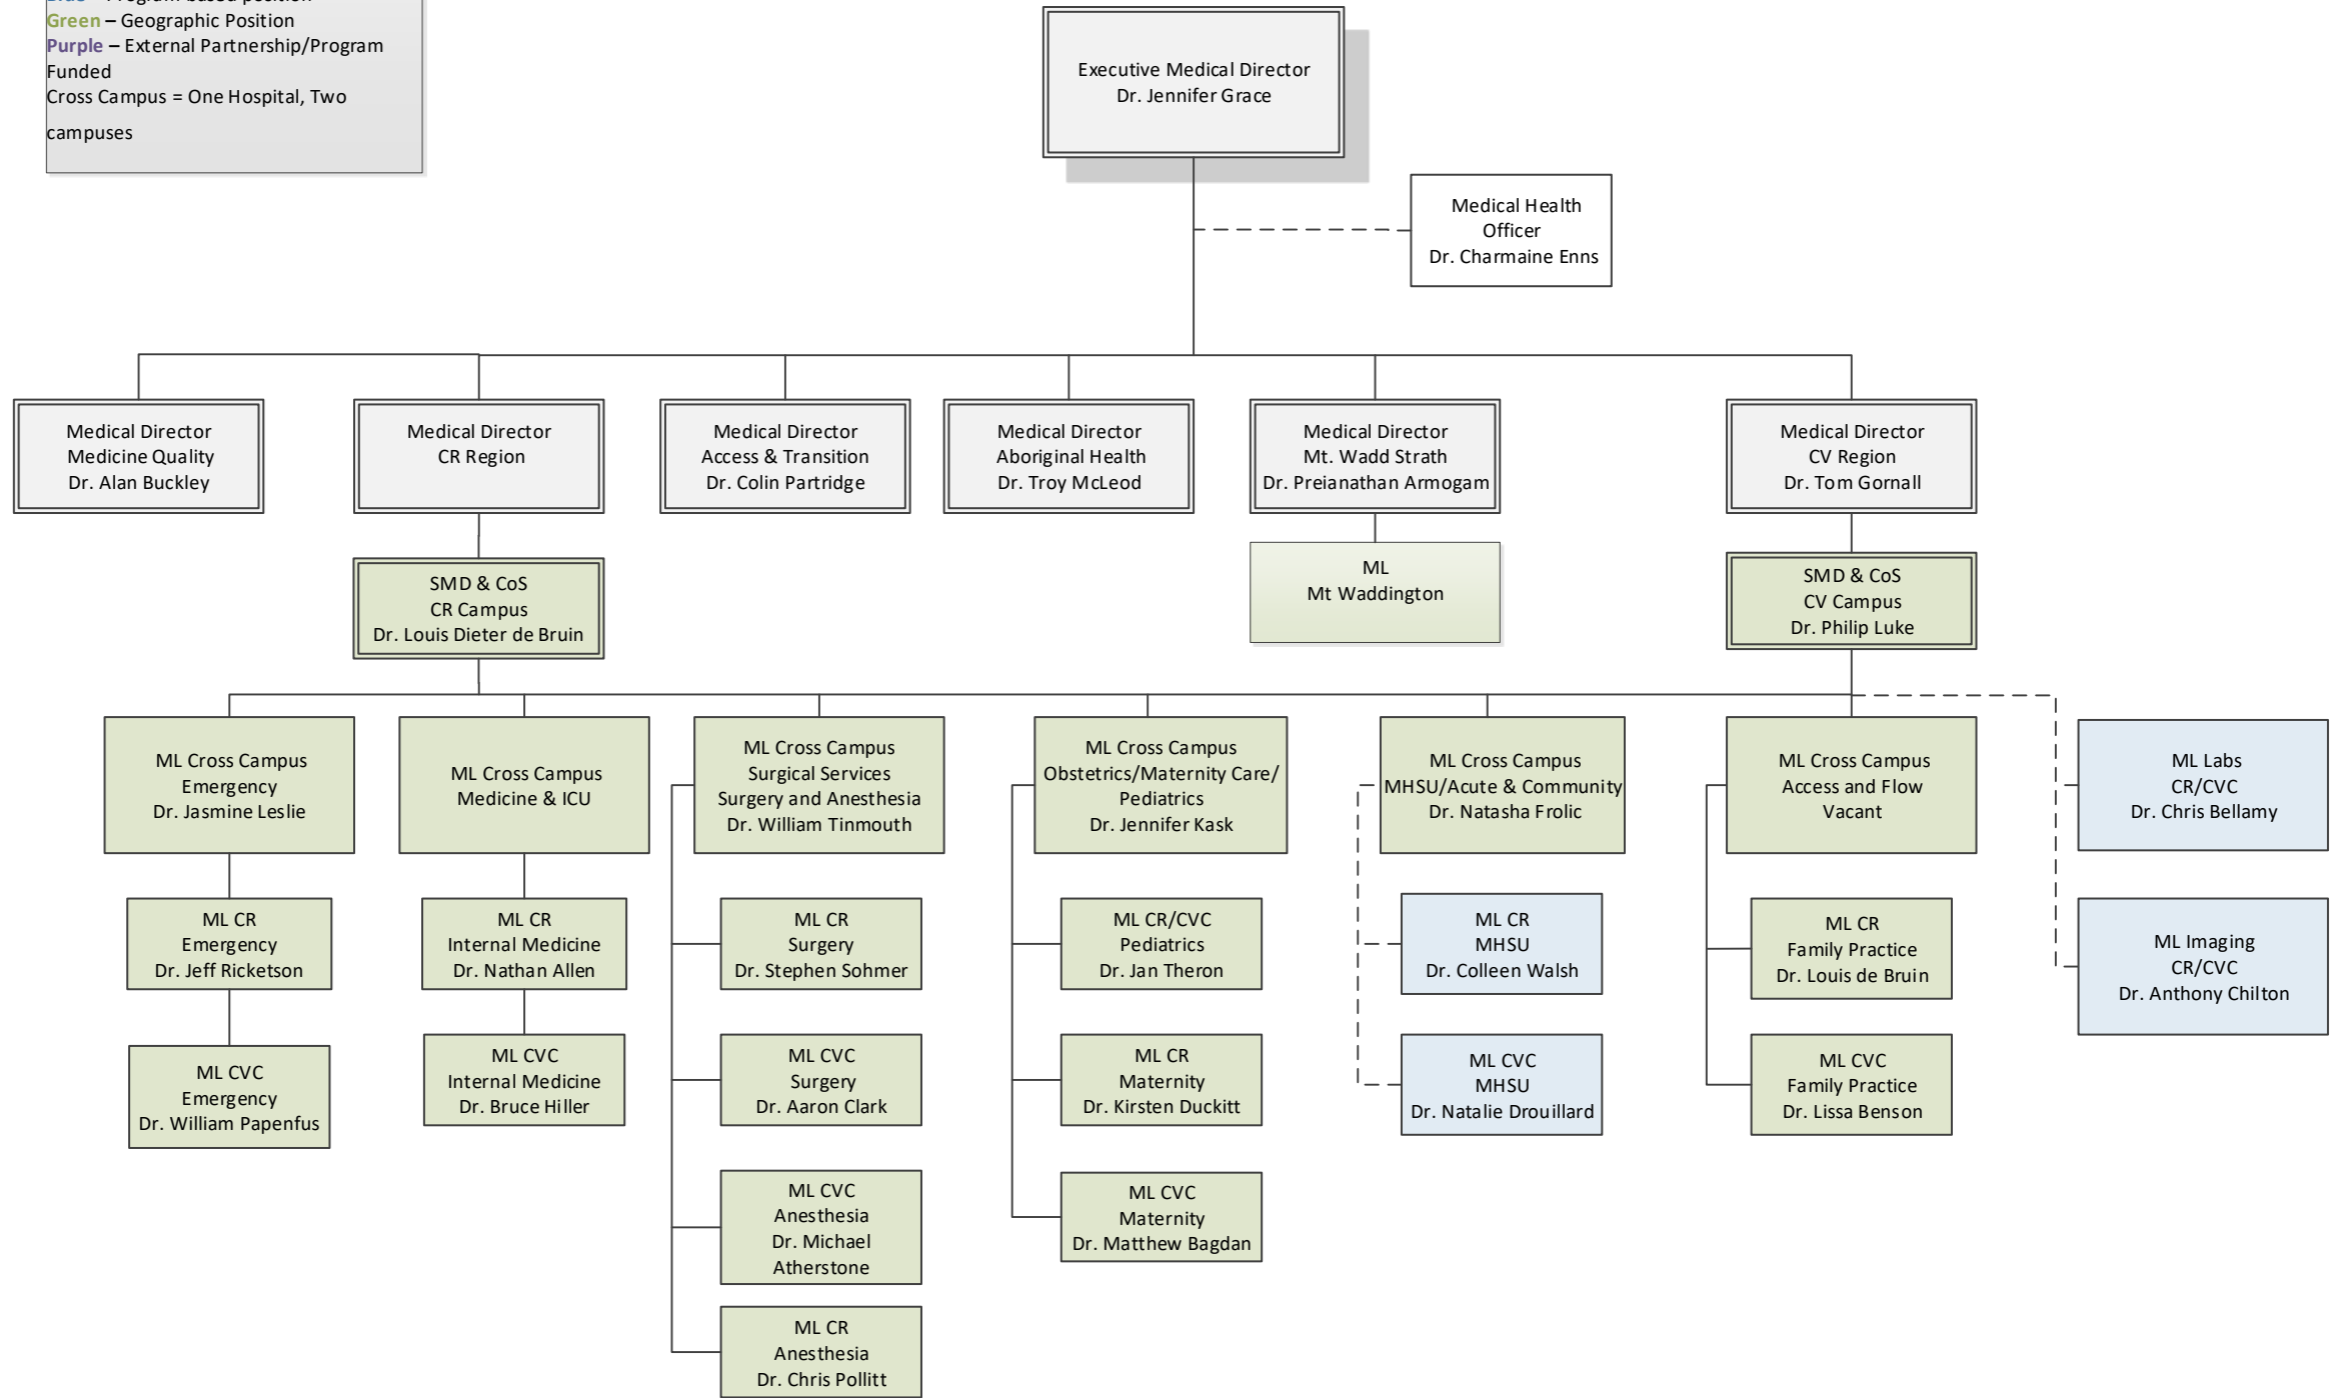 Blue – Program based position
Green – Geographic Position
Purple – External Partnership/Program
Funded
Cross Campus = One Hospital, Two
campuses
Executive Medical Director
Dr. Jennifer Grace
Medical Health
Officer
Dr. Charmaine Enns
Medical Director
Medicine Quality
Dr. Alan Buckley
Medical Director
CR Region
Medical Director
Access & Transition
Dr. Colin Partridge
Medical Director
Aboriginal Health
Dr. Troy McLeod
Medical Director
Mt. Wadd Strath
Dr. Preianathan Armogam
Medical Director
CV Region
Dr. Tom Gornall
SMD & CoS
CR Campus
Dr. Louis Dieter de Bruin
ML
Mt Waddington
SMD & CoS
CV Campus
Dr. Philip Luke
ML Cross Campus
Emergency
Dr. Jasmine Leslie
ML Cross Campus
Medicine & ICU
ML Cross Campus
Surgical Services
Surgery and Anesthesia
Dr. William Tinmouth
ML Cross Campus
Obstetrics/Maternity Care/
Pediatrics
Dr. Jennifer Kask
ML Cross Campus
MHSU/Acute & Community
Dr. Natasha Frolic
ML Cross Campus
Access and Flow
Vacant
ML Labs
CR/CVC
Dr. Chris Bellamy
ML CR
Emergency
Dr. Jeff Ricketson
ML CR
Internal Medicine
Dr. Nathan Allen
ML CR
Surgery
Dr. Stephen Sohmer
ML CR/CVC
Pediatrics
Dr. Jan Theron
ML CR
MHSU
Dr. Colleen Walsh
ML CR
Family Practice
Dr. Louis de Bruin
ML Imaging
CR/CVC
Dr. Anthony Chilton
ML CVC
Emergency
Dr. William Papenfus
ML CVC
Internal Medicine
Dr. Bruce Hiller
ML CVC
Surgery
Dr. Aaron Clark
ML CR
Maternity
Dr. Kirsten Duckitt
ML CVC
MHSU
Dr. Natalie Drouillard
ML CVC
Family Practice
Dr. Lissa Benson
ML CVC
Anesthesia
Dr. Michael
Atherstone
ML CVC
Maternity
Dr. Matthew Bagdan
ML CR
Anesthesia
Dr. Chris Pollitt